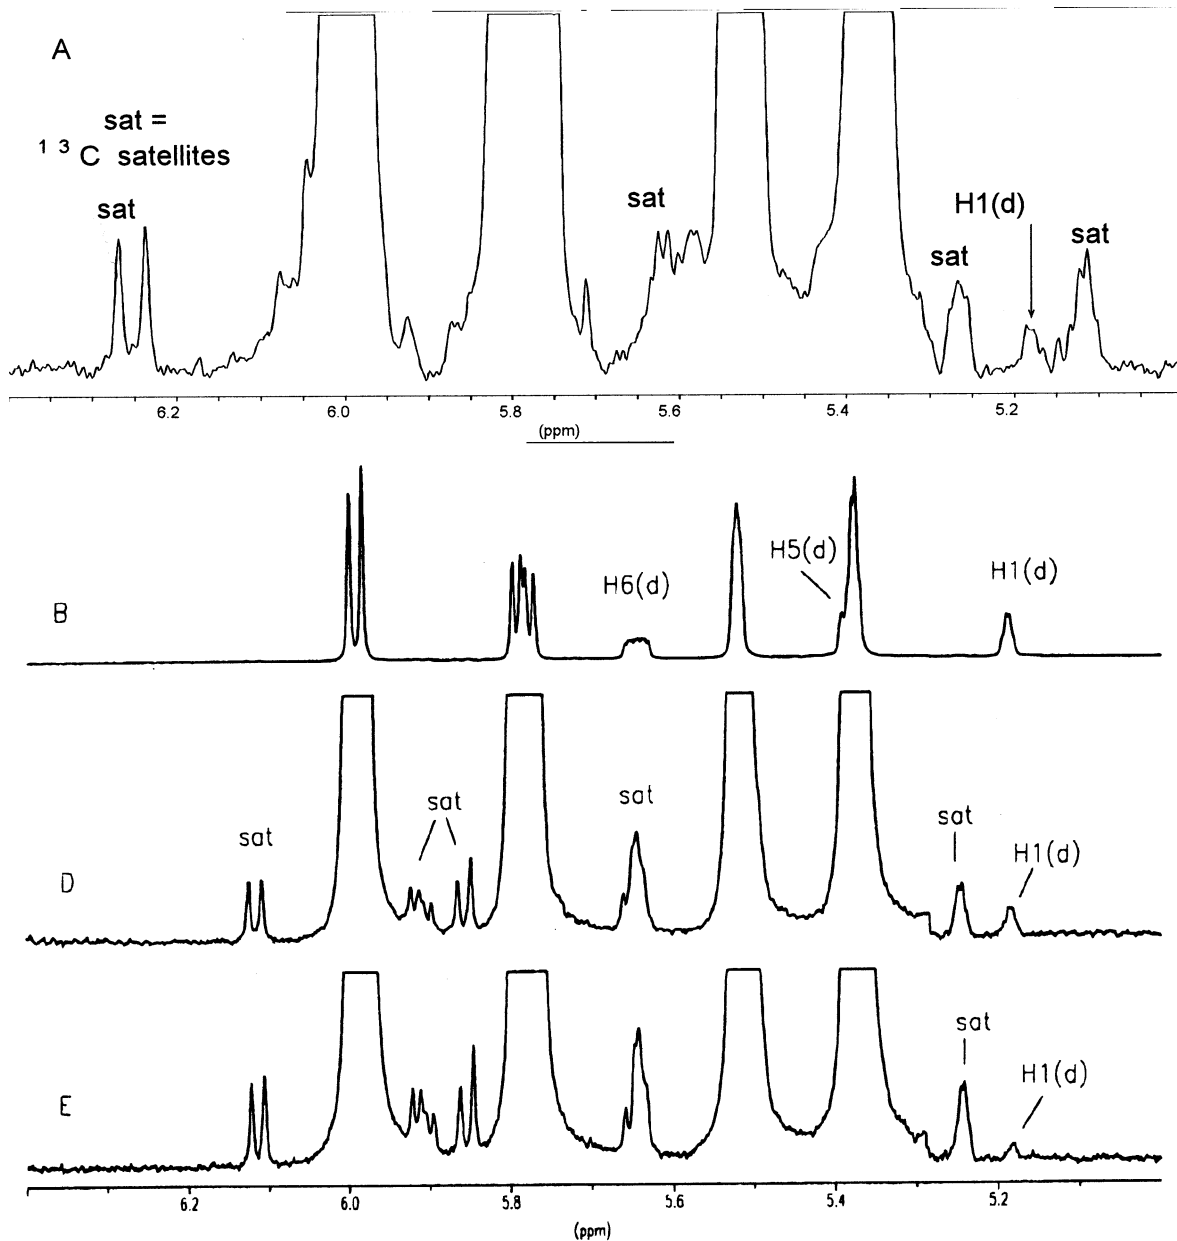 A
sat =
1 3 C satellites
sat
sat
H1(d)
sat
sat
6.2 6.0 5.8 5.6 5.4 5.2
(ppm)
B
H6(d)
H5(d)
H1(d)
D
sat
sat
sat
sat
H1(d)
E
sat
H1(d)
6.2 6.0 5.8 5.6 5.4 5.2
(ppm)